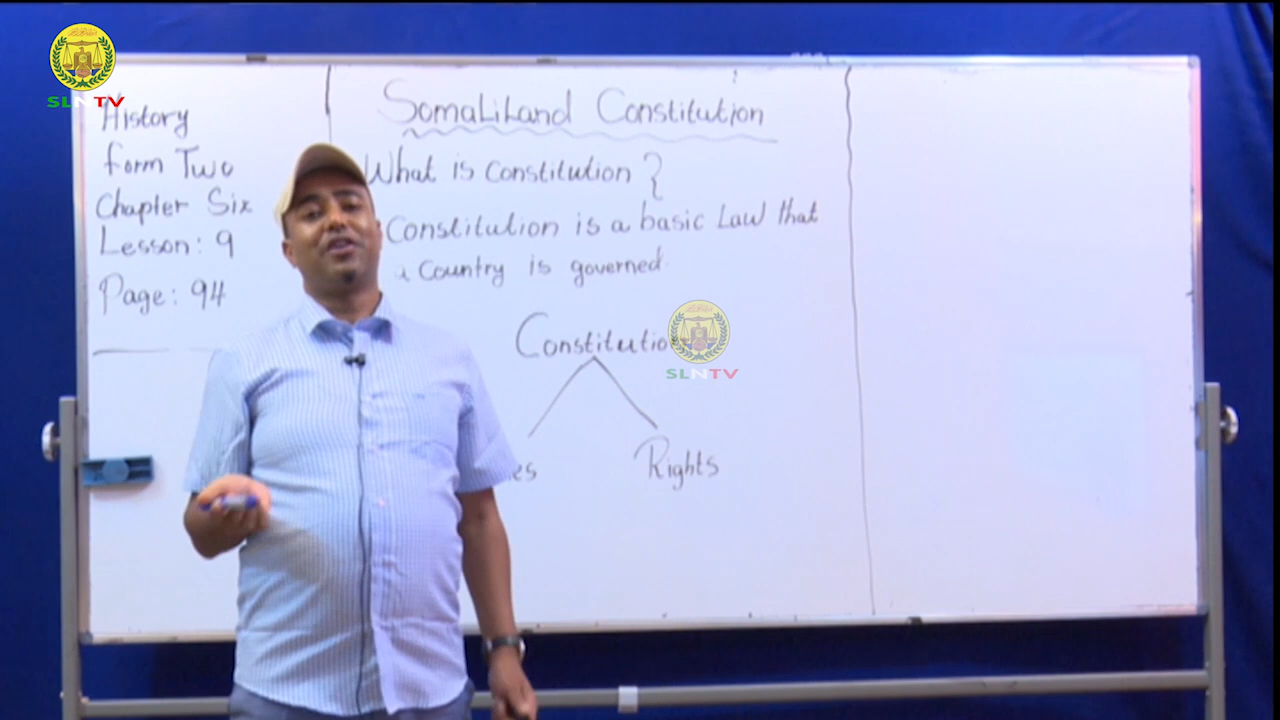 SLNTV
History
form Two
Chapter Six
Lesson: 9
Page: 94
SomaliLand Constitution
What is constitution?
Constitution is a basic Law that
a country is governed.
Constitutio
Rights
SLNTV